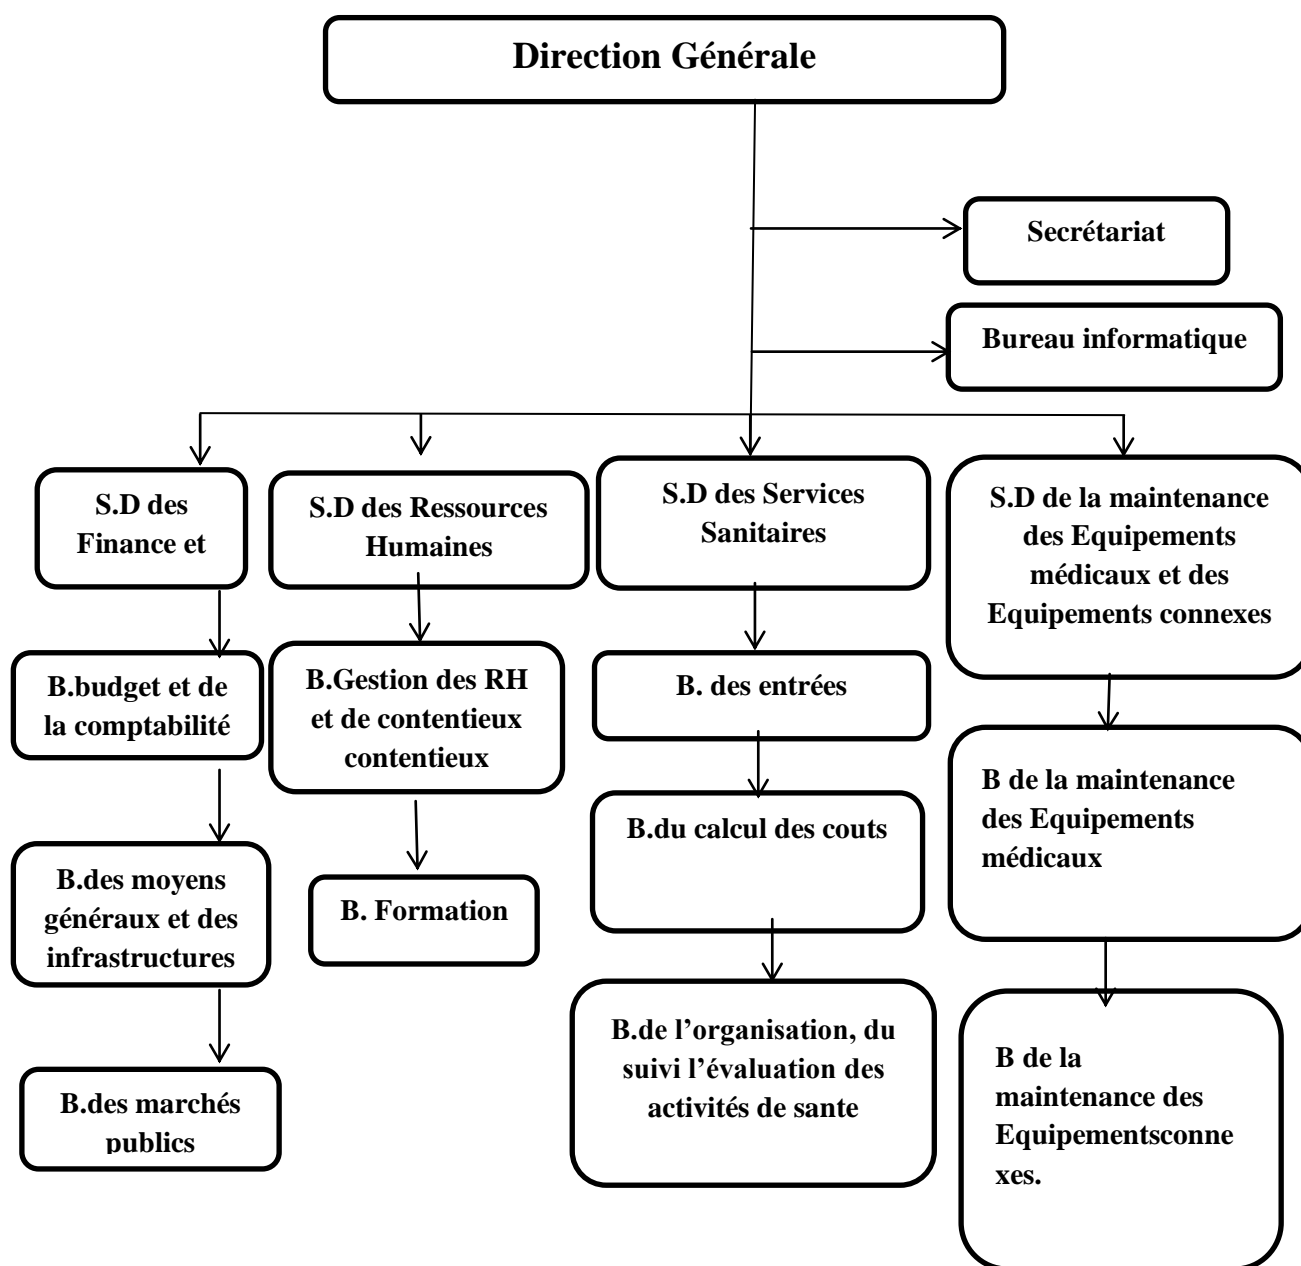 Direction Générale
Secrétariat
Bureau informatique
S.D des
Finance et
S.D des Ressources
Humaines
S.D des Services
Sanitaires
S.D de la maintenance
des Equipements
médicaux et des
Equipements connexes
B.budget et de
la comptabilité
B.Gestion des RH
et de contentieux
contentieux
B. des entrées
B de la maintenance
des Equipements
médicaux
B.des moyens
généraux et des
infrastructures
B. Formation
B.du calcul des couts
B.des marchés
publics
B.de l’organisation, du
suivi l’évaluation des
activités de sante
B de la
maintenance des
Equipementsconne
xes.